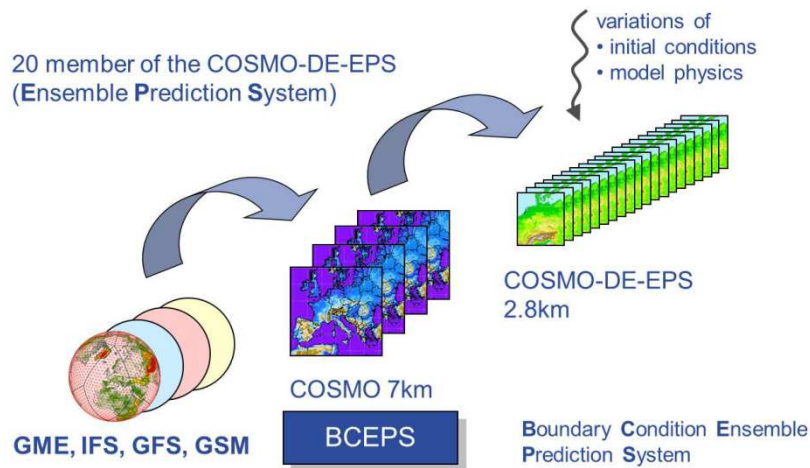 variations of
• initial conditions
• model physics
20 member of the COSMO-DE-EPS
(Ensemble Prediction System)
COSMO-DE-EPS
2.8km
COSMO 7km
GME, IFS, GFS, GSM
BCEPS
Boundary Condition Ensemble
Prediction System